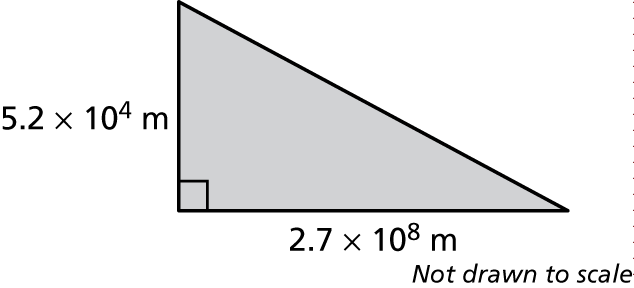 5.2 × 10⁴ m
2.7 × 10⁸ m
Not drawn to scale